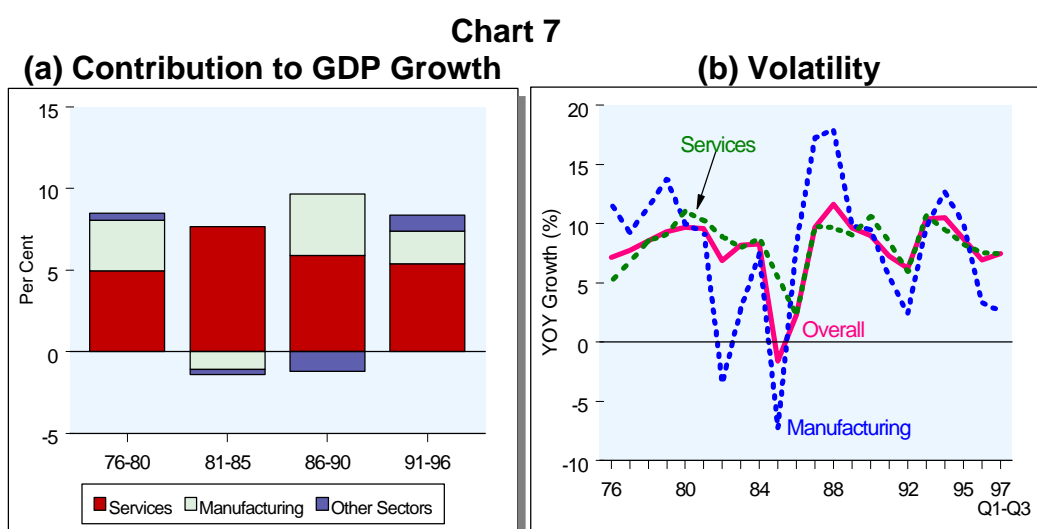 Chart 7
(a) Contribution to GDP Growth
(b) Volatility
15
10
5
0
-5
Per Cent
76-80 81-85 86-90 91-96
Services Manufacturing Other Sectors
20
15
10
5
0
-5
-10
YOY Growth (%)
Services
Overall
Manufacturing
76 80 84 88 92 95 97
Q1-Q3